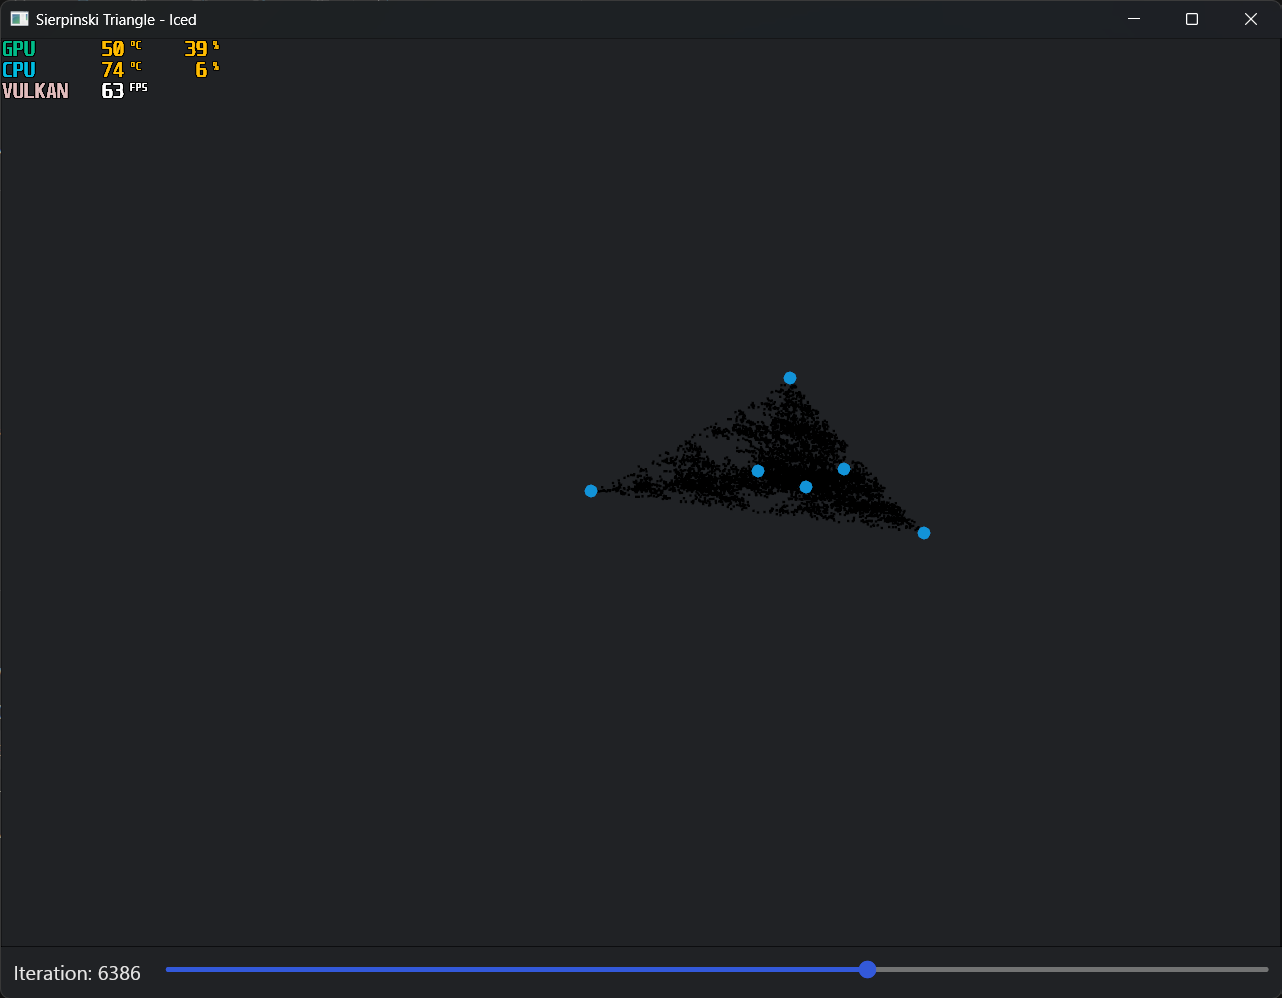 Sierpinski Triangle - Iced
GPU 50 °C 39 %
CPU 74 °C 6 %
VULKAN 63 FPS
Iteration: 6386